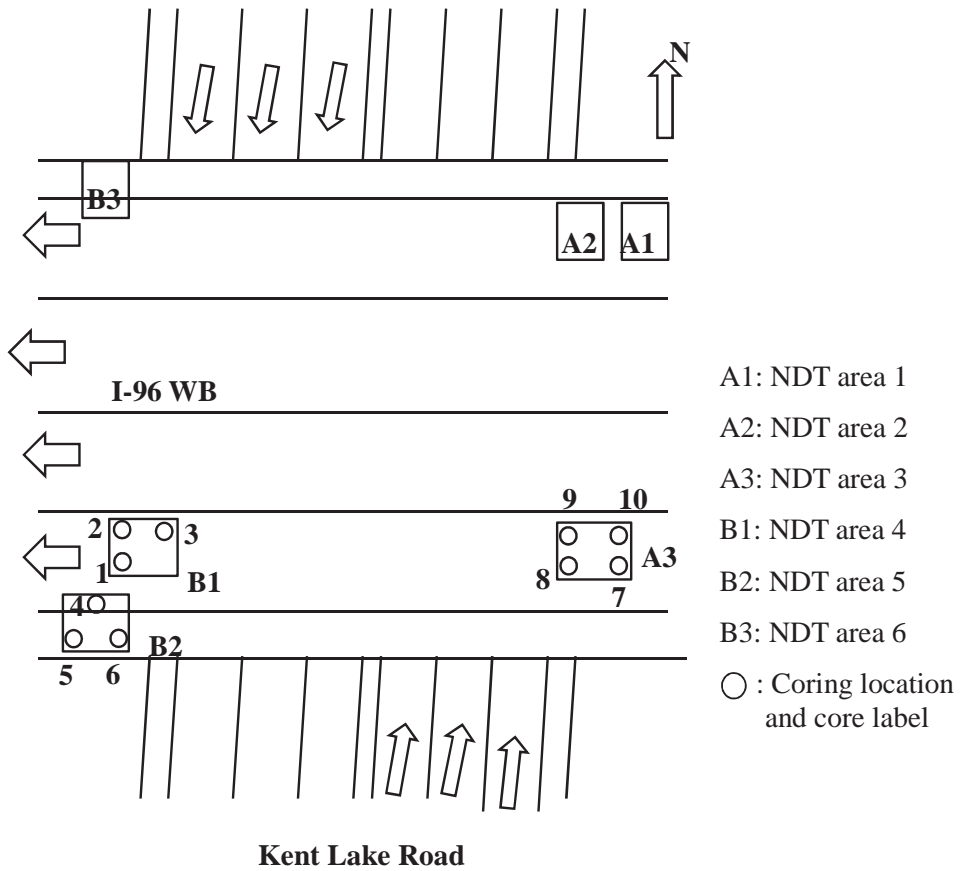 N
B3
A2 A1
I-96 WB
9 10
2 3
A3
1 B1 8 7
4
B2
5 6
A1: NDT area 1
A2: NDT area 2
A3: NDT area 3
B1: NDT area 4
B2: NDT area 5
B3: NDT area 6
: Coring location
and core label
Kent Lake Road